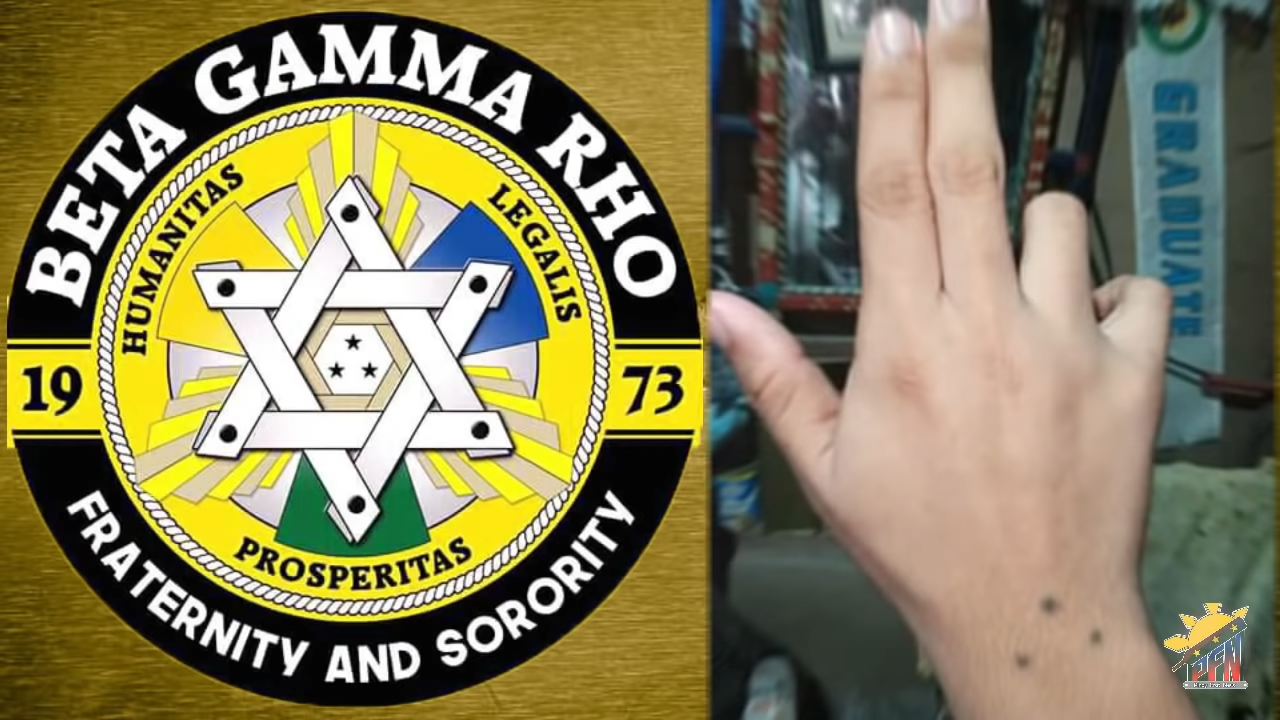 BETA GAMMA RHO
HUMANITAS
LEGALIS
19
73
PROSPERITAS
FRATERNITY AND SORORITY
GRADUATE